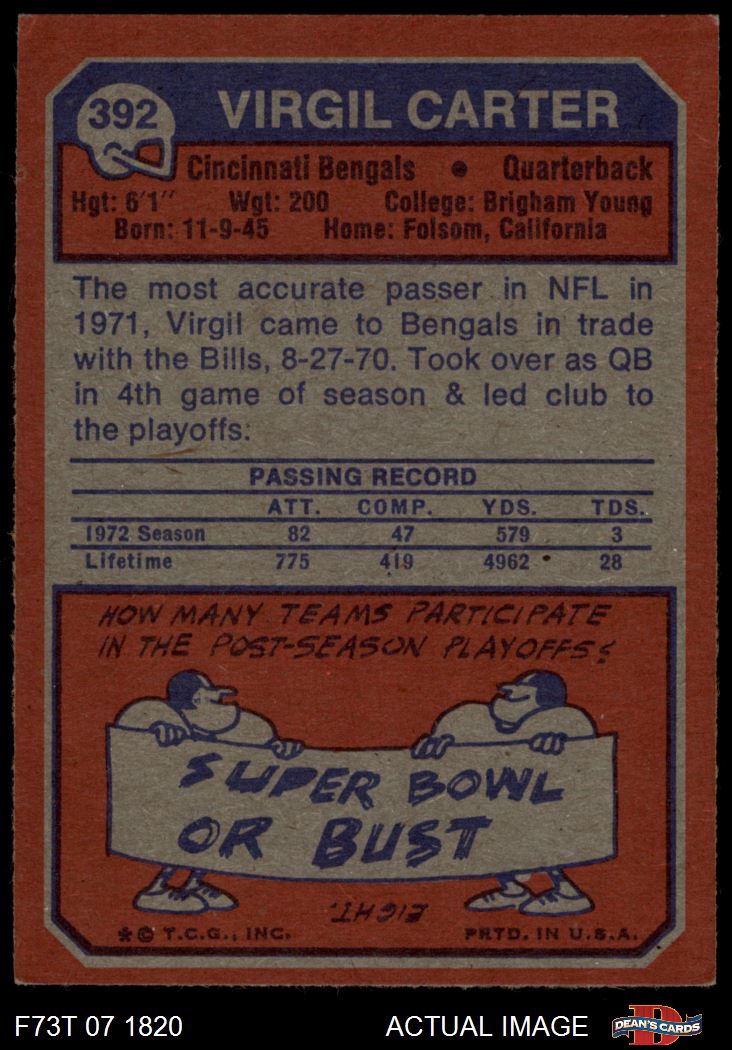 392
VIRGIL CARTER
Cincinnati Bengals • Quarterback
Hgt: 6'1" Wgt: 200 College: Brigham Young
Born: 11-9-45 Home: Folsom, California
The most accurate passer in NFL in
1971, Virgil came to Bengals in trade
with the Bills, 8-27-70. Took over as QB
in 4th game of season & led club to
the playoffs.
PASSING RECORD
ATT. COMP. YDS. TDS.
1972 Season 82 47 579 3
Lifetime 775 419 4962 28
HOW MANY TEAMS PARTICIPATE
IN THE POST-SEASON PLAYOFFS?
SUPER BOWL
OR BUST
EIGHT.
*© T.C.G., INC. PRTD. IN U.S.A.
F73T 07 1820 ACTUAL IMAGE
D
DEAN'S CARDS